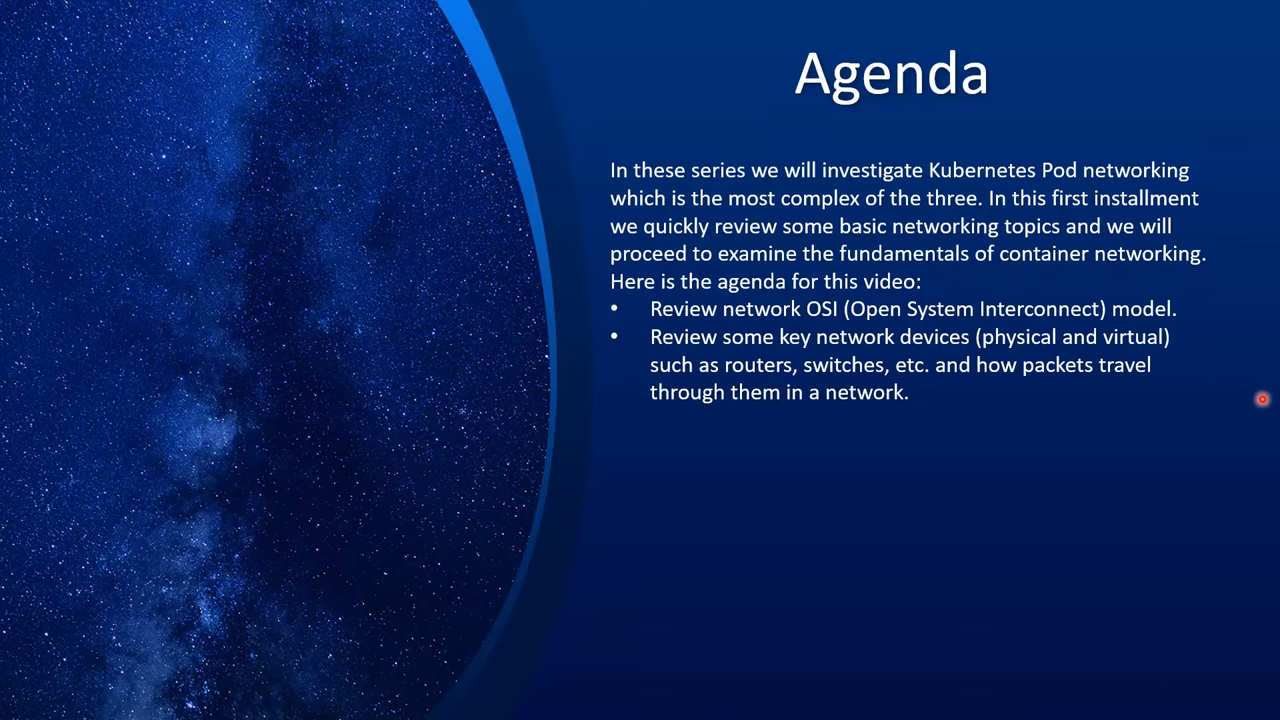 Agenda
In these series we will investigate Kubernetes Pod networking
which is the most complex of the three. In this first installment
we quickly review some basic networking topics and we will
proceed to examine the fundamentals of container networking.
Here is the agenda for this video:
• Review network OSI (Open System Interconnect) model.
• Review some key network devices (physical and virtual)
such as routers, switches, etc. and how packets travel
through them in a network.